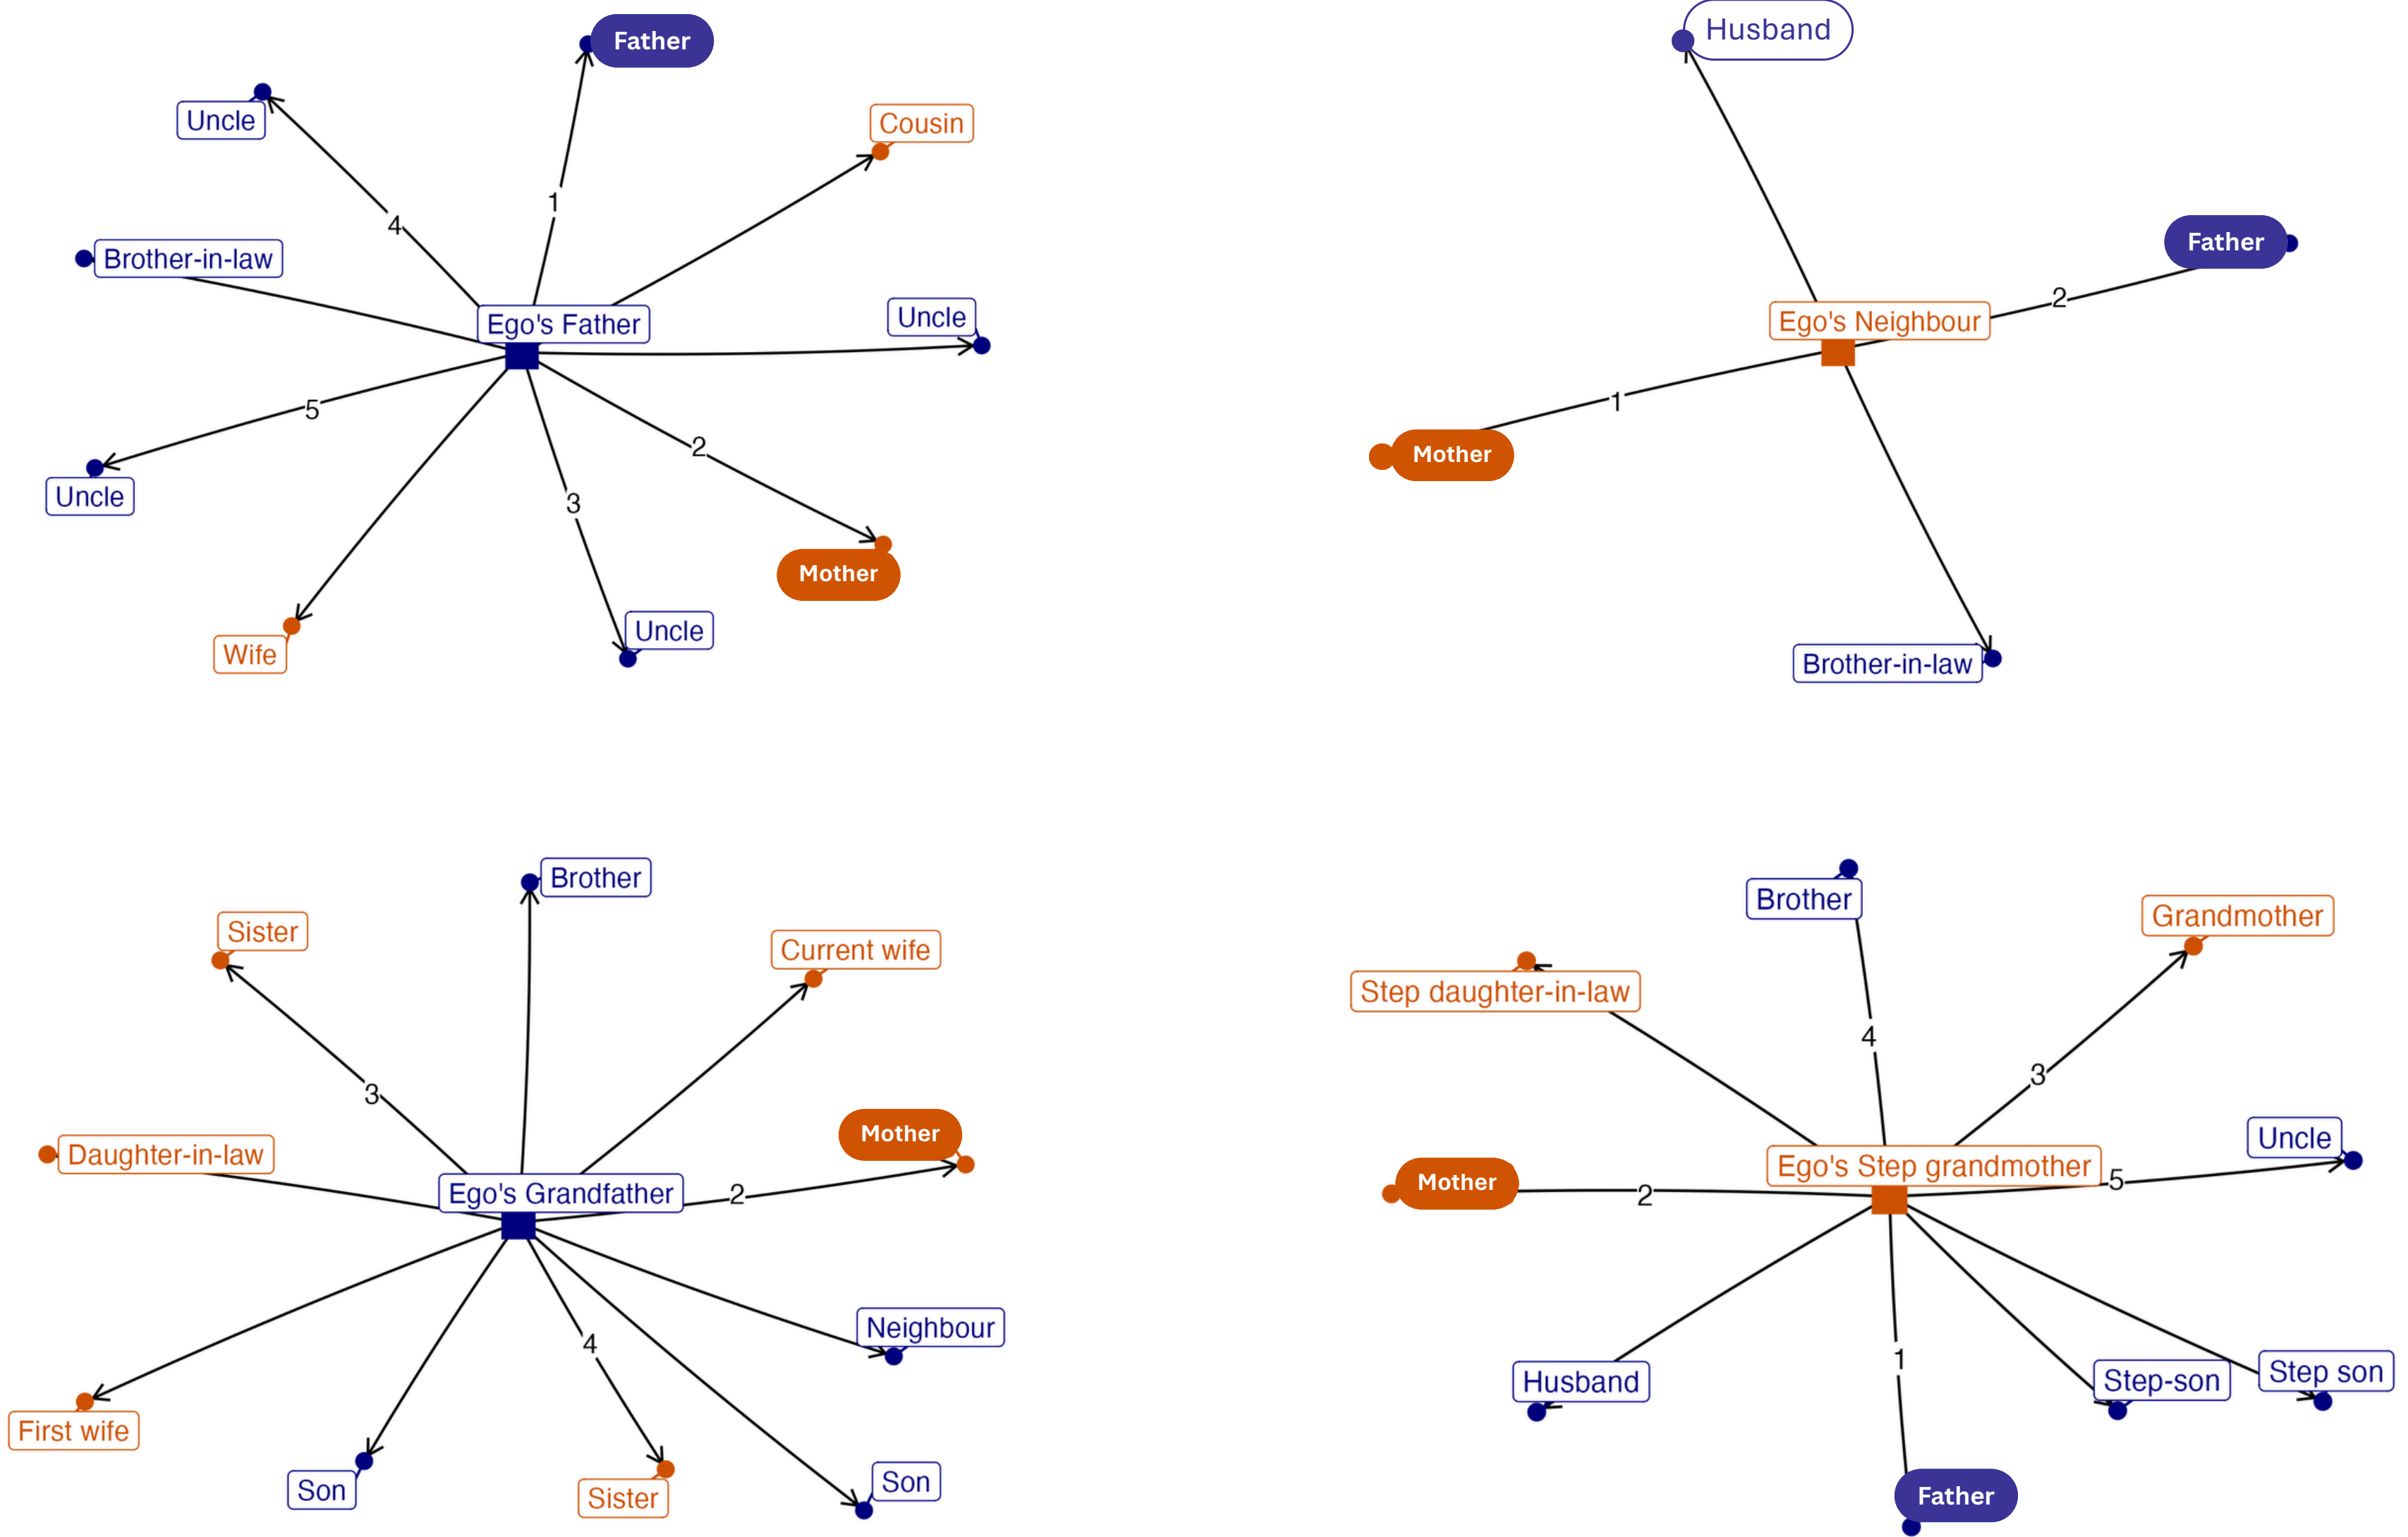 Father
Uncle
Cousin
1
4
Brother-in-law
Ego's Father
Uncle
5
2
Uncle
3
Mother
Uncle
Wife
Husband
Father
2
Ego's Neighbour
1
Mother
Brother-in-law
Brother
Sister
Current wife
3
Mother
Daughter-in-law
Ego's Grandfather
2
Neighbour
4
First wife
Son
Sister
Son
Brother
Grandmother
Step daughter-in-law
4
3
Uncle
Ego's Step grandmother
Mother
2
5
1
Husband
Step-son
Step son
Father